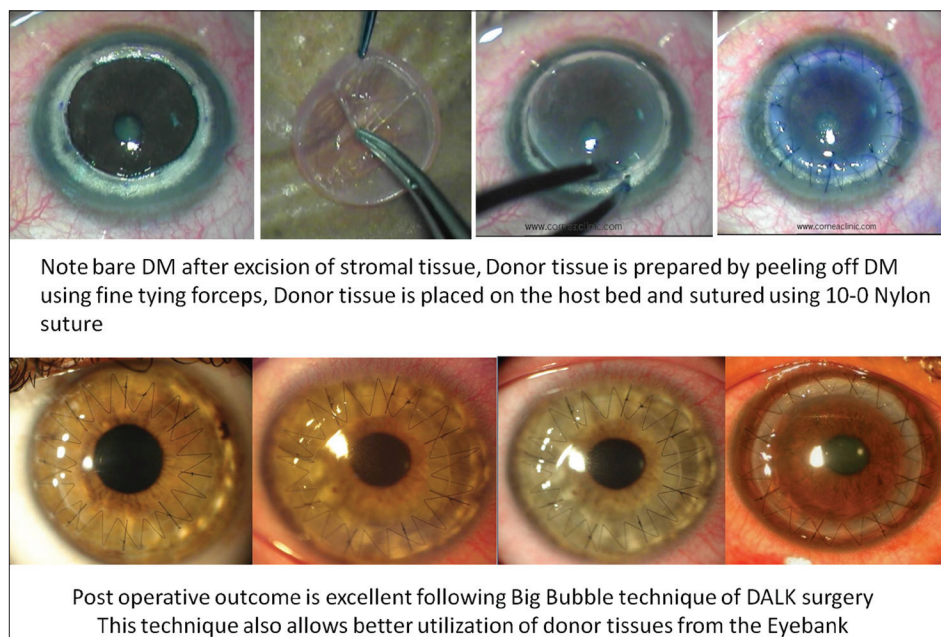 www.corneaclinic.com
www.corneaclinic.com
Note bare DM after excision of stromal tissue, Donor tissue is prepared by peeling off DM
using fine tying forceps, Donor tissue is placed on the host bed and sutured using 10-0 Nylon
suture
Post operative outcome is excellent following Big Bubble technique of DALK surgery
This technique also allows better utilization of donor tissues from the Eyebank